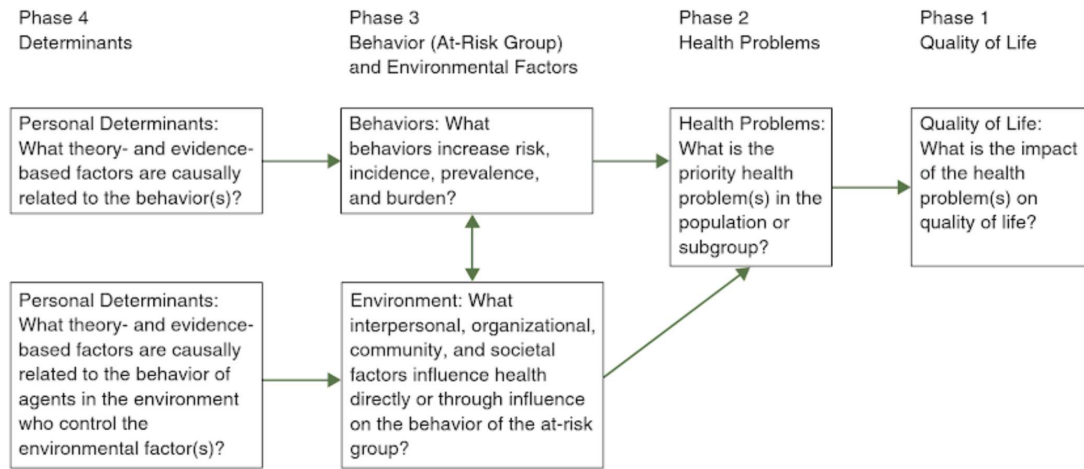 Phase 4
Determinants
Phase 3
Behavior (At-Risk Group)
and Environmental Factors
Phase 2
Health Problems
Phase 1
Quality of Life
Personal Determinants:
What theory- and evidence-
based factors are causally
related to the behavior(s)?
Behaviors: What
behaviors increase risk,
incidence, prevalence,
and burden?
Health Problems:
What is the
priority health
problem(s) in the
population or
subgroup?
Quality of Life:
What is the impact
of the health
problem(s) on
quality of life?
Personal Determinants:
What theory- and evidence-
based factors are causally
related to the behavior of
agents in the environment
who control the
environmental factor(s)?
Environment: What
interpersonal, organizational,
community, and societal
factors influence health
directly or through influence
on the behavior of the at-risk
group?